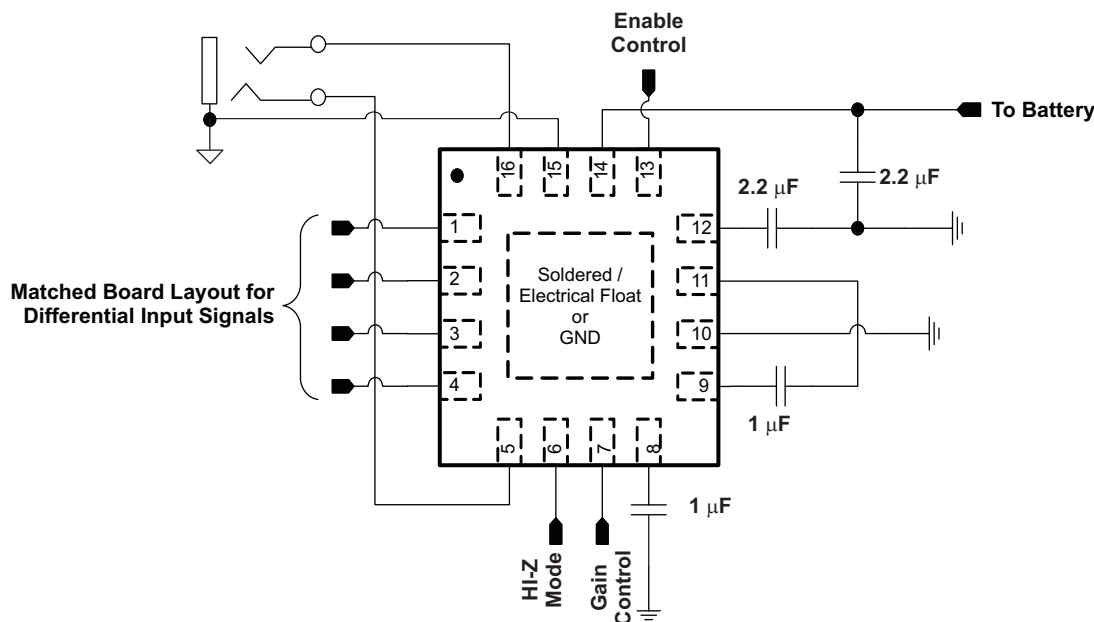 Enable
Control
To Battery
16
15
14
13
2.2 μF
2.2 μF
1
12
2
11
Matched Board Layout for
Differential Input Signals
Soldered /
Electrical Float
or
GND
3
10
4
9
1 μF
5
6
7
8
1 μF
HI-Z
Mode
Gain
Control